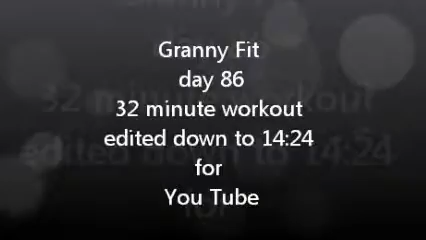 Granny Fit
day 86
32 minute workout
edited down to 14:24
for
You Tube